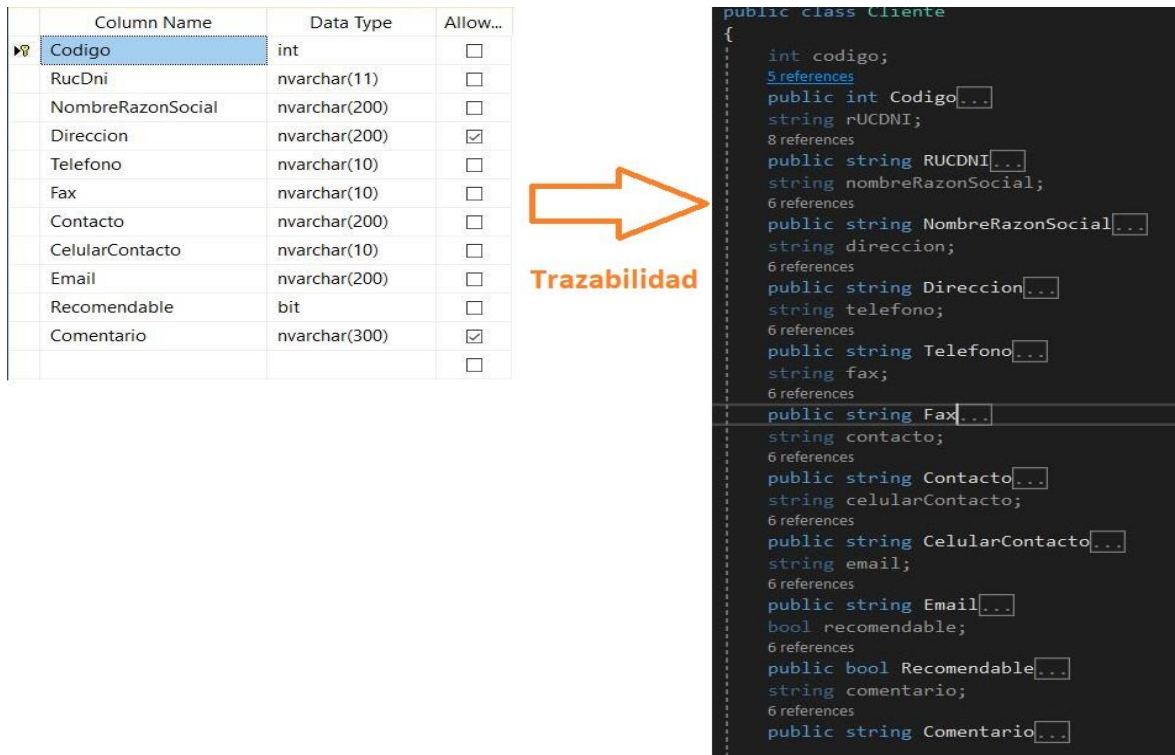 Column Name Data Type Allow...
Codigo int
RucDni nvarchar(11)
NombreRazonSocial nvarchar(200)
Direccion nvarchar(200)
Telefono nvarchar(10)
Fax nvarchar(10)
Contacto nvarchar(200)
CelularContacto nvarchar(10)
Email nvarchar(200)
Recomendable bit
Comentario nvarchar(300)
Trazabilidad
public class Cliente
{
int codigo;
5 references
public int Codigo...
string rUCDNI;
8 references
public string RUCDNI...
string nombreRazonSocial;
6 references
public string NombreRazonSocial...
string direccion;
6 references
public string Direccion...
string telefono;
6 references
public string Telefono...
string fax;
6 references
public string Fax...
string contacto;
6 references
public string Contacto...
string celularContacto;
6 references
public string CelularContacto...
string email;
6 references
public string Email...
bool recomendable;
6 references
public bool Recomendable...
string comentario;
6 references
public string Comentario...